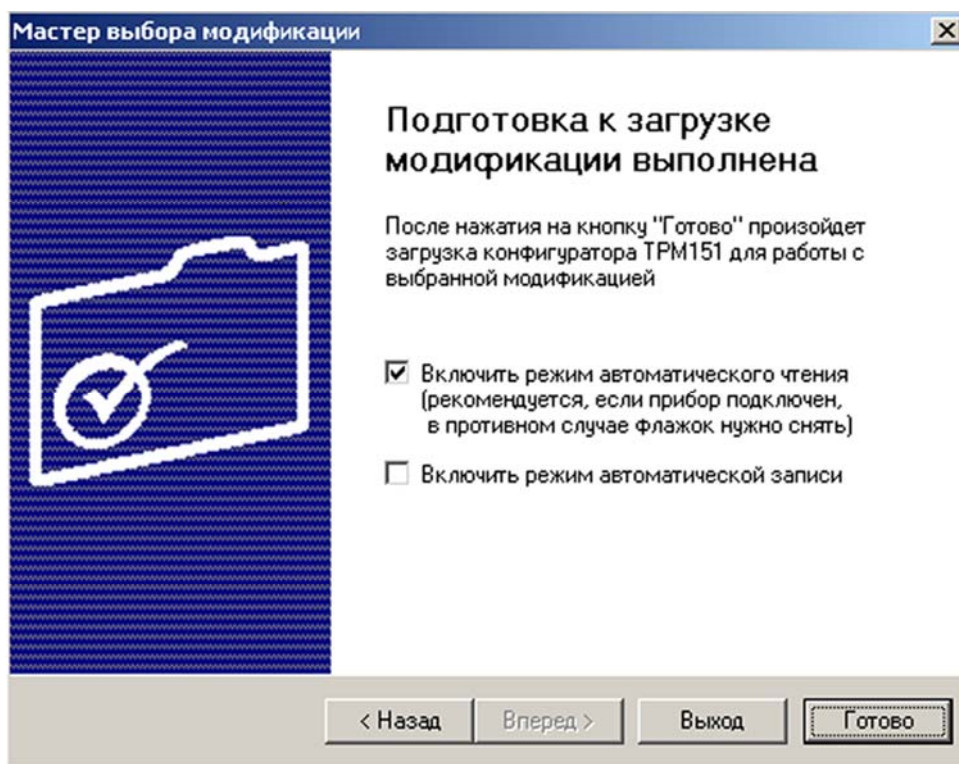 Мастер выбора модификации
Подготовка к загрузке
модификации выполнена
После нажатия на кнопку "Готово" произойдет
загрузка конфигуратора ТРМ151 для работы с
выбранной модификацией
Включить режим автоматического чтения
(рекомендуется, если прибор подключен,
в противном случае флажок нужно снять)
Включить режим автоматической записи
< Назад
Вперед >
Выход
Готово